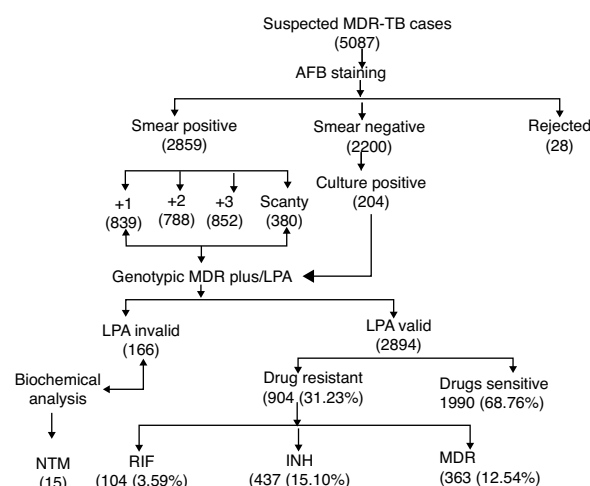 Suspected MDR-TB cases
(5087)
AFB staining
Smear positive
(2859)
Smear negative
(2200)
Rejected
(28)
+1
(839)
+2
(788)
+3
(852)
Scanty
(380)
Culture positive
(204)
Genotypic MDR plus/LPA
LPA invalid
(166)
LPA valid
(2894)
Biochemical
analysis
Drug resistant
(904 (31.23%)
Drugs sensitive
1990 (68.76%)
NTM
(15)
RIF
(104 (3.59%)
INH
(437 (15.10%)
MDR
(363 (12.54%)